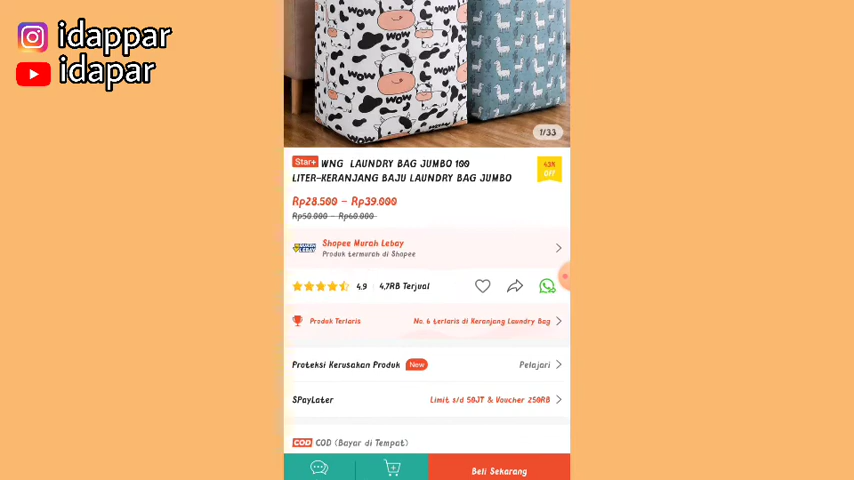 idappar
idapar
WOW
WOW
WOW
WOW
1/33
Star+ WNG LAUNDRY BAG JUMBO 100
LITER-KERANJANG BAJU LAUNDRY BAG JUMBO
43%
OFF
Rp28.500 - Rp39.000
Rp50.000 - Rp60.000
Shopee Murah Lebay
Produk termurah di Shopee
4,9
4,7RB Terjual
Produk Terlaris
No. 6 terlaris di Keranjang Laundry Bag
Proteksi Kerusakan Produk New
Pelajari
SPayLater
Limit s/d 50JT & Voucher 250RB
COD COD (Bayar di Tempat)
Beli Sekarang